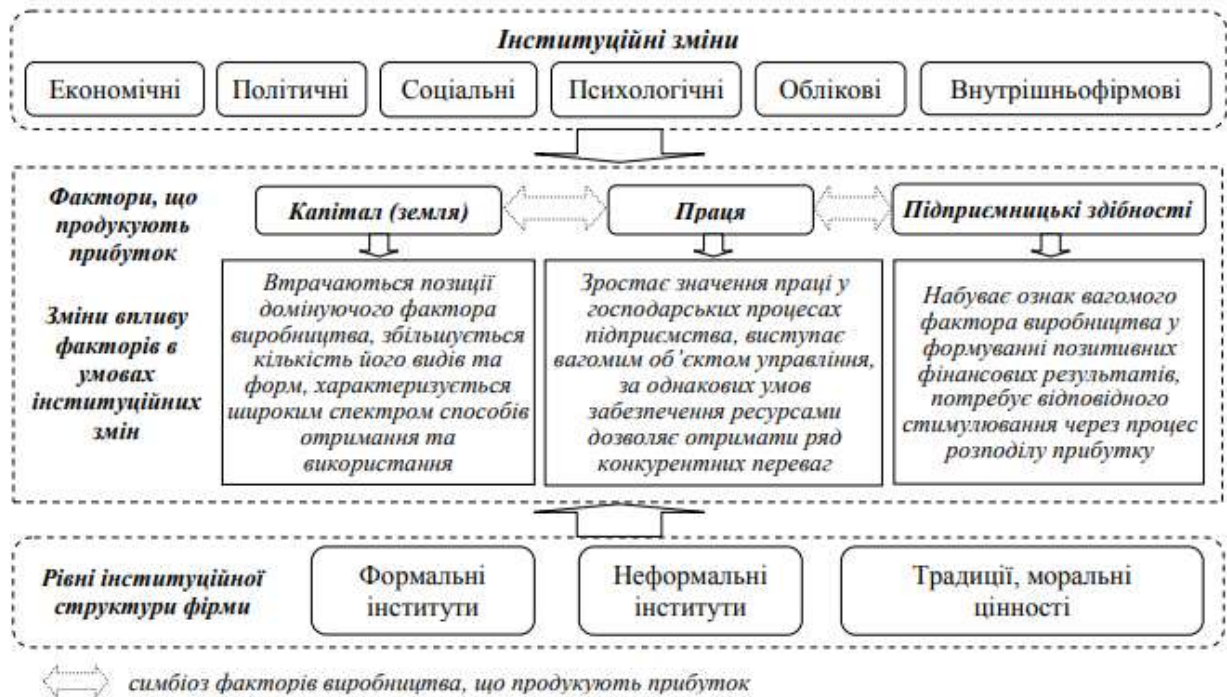 Інституційні зміни
Економічні
Політичні
Соціальні
Психологічні
Облікові
Внутрішньофірмові
Фактори, що
продукують
прибуток
Капітал (земля)
Праця
Підприємницькі здібності
Зміни впливу
факторів в
умовах
інституційних
змін
Втрачаються позиції
домінуючого фактора
виробництва, збільшується
кількість його видів та
форм, характеризується
широким спектром способів
отримання та
використання
Зростає значення праці у
господарських процесах
підприємства, виступає
вагомим об’єктом управління,
за однакових умов
забезпечення ресурсами
дозволяє отримати ряд
конкурентних переваг
Набуває ознак вагомого
фактора виробництва у
формуванні позитивних
фінансових результатів,
потребує відповідного
стимулювання через процес
розподілу прибутку
Рівні інституційної
структури фірми
Формальні
інститути
Неформальні
інститути
Традиції, моральні
цінності
симбіоз факторів виробництва, що продукують прибуток